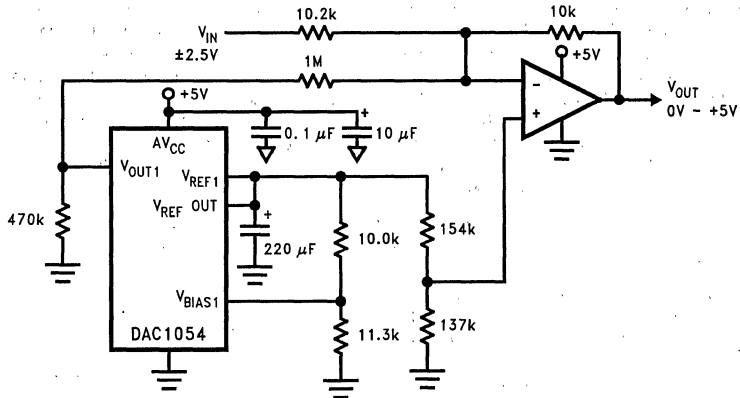 10.2k
10k
V_IN
±2.5V
+5V
1M
+5V
V_OUT
0V - +5V
-
+
AV_CC
0.1 μF
+
10 μF
V_OUT1
V_REF1
V_REF OUT
+
470k
220 μF
10.0k
154k
V_BIAS1
11.3k
137k
DAC1054